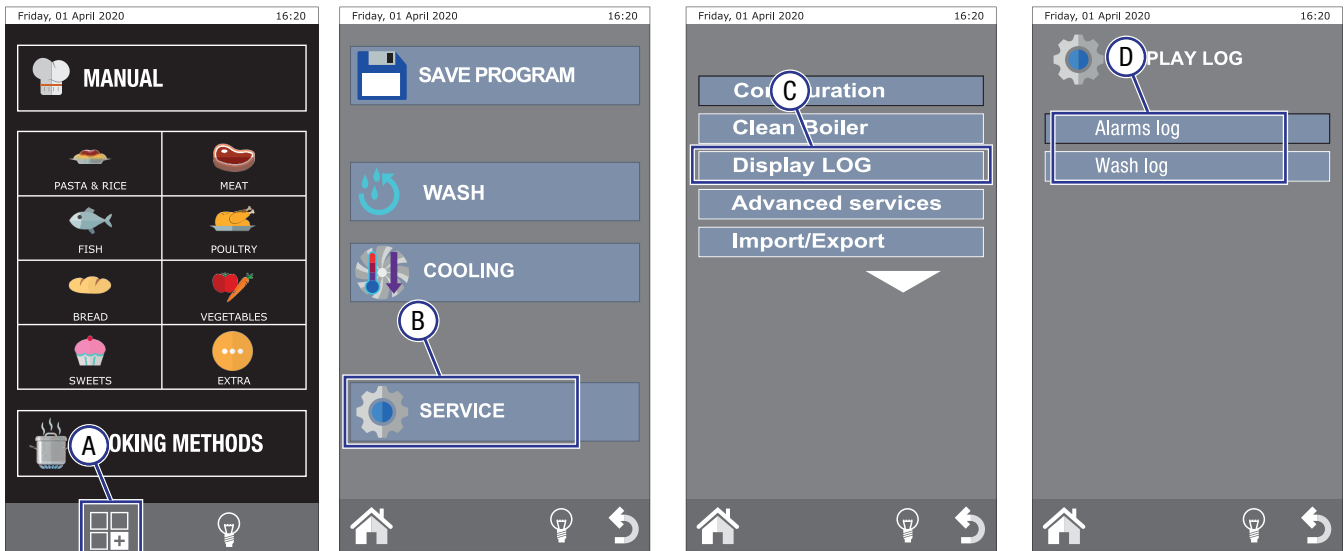 Friday, 01 April 2020 16:20
MANUAL
PASTA & RICE MEAT
FISH POULTRY
BREAD VEGETABLES
SWEETS EXTRA
A OKING METHODS
Friday, 01 April 2020 16:20
SAVE PROGRAM
WASH
COOLING
B
SERVICE
Friday, 01 April 2020 16:20
Co uration
C
Clean Boiler
Display LOG
Advanced services
Import/Export
Friday, 01 April 2020 16:20
D PLAY LOG
Alarms log
Wash log